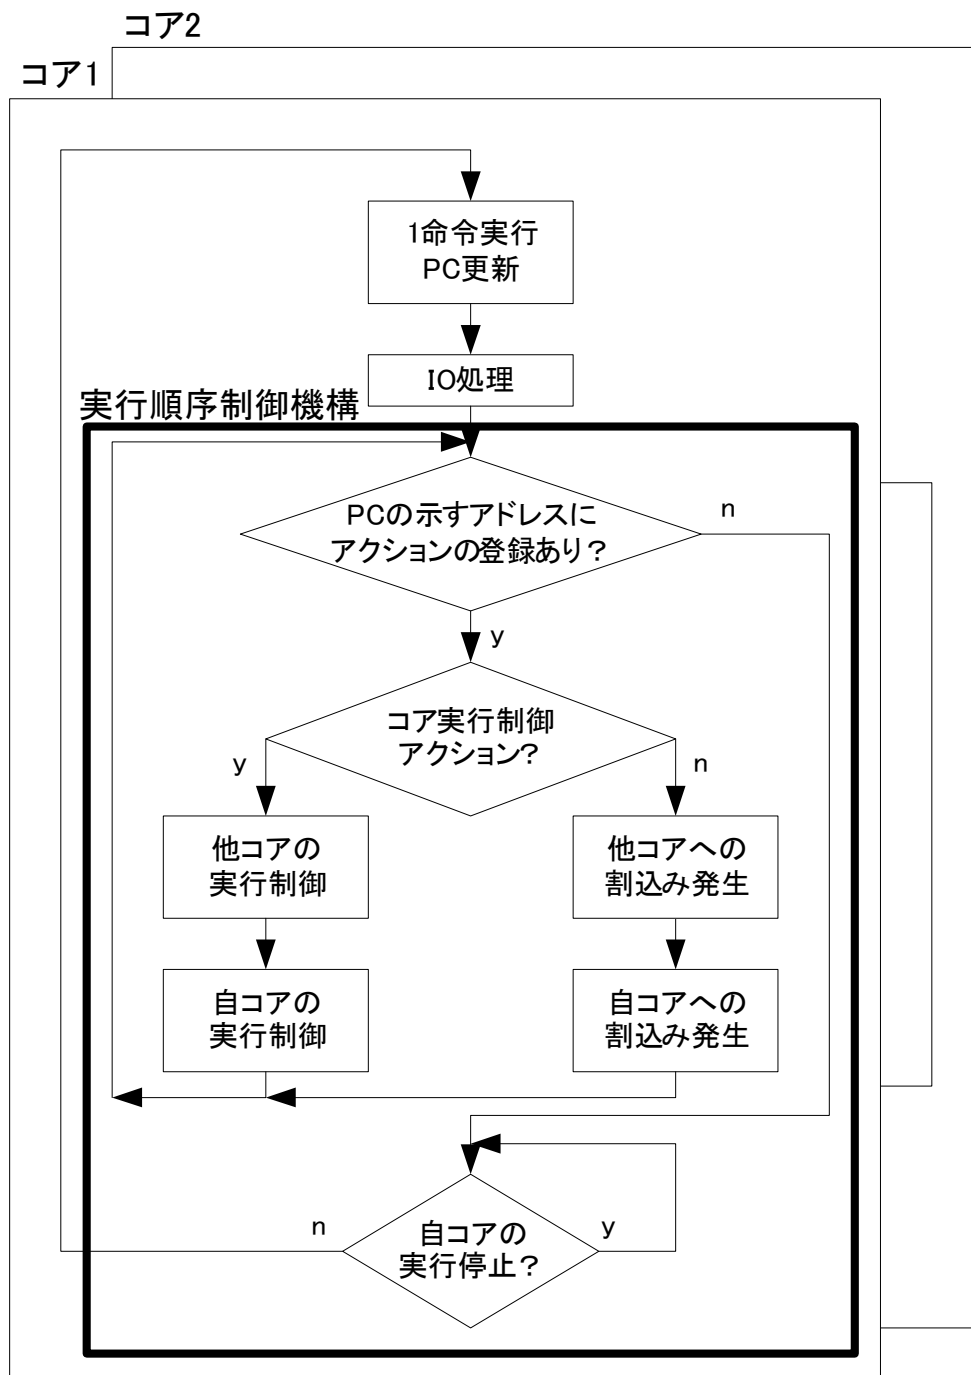 コア2
コア1
1命令実行
PC更新
IO処理
実行順序制御機構
PCの示すアドレスに
アクションの登録あり？
n
y
コア実行制御
アクション？
y
n
他コアの
実行制御
他コアへの
割込み発生
自コアの
実行制御
自コアへの
割込み発生
n
自コアの
実行停止？
y